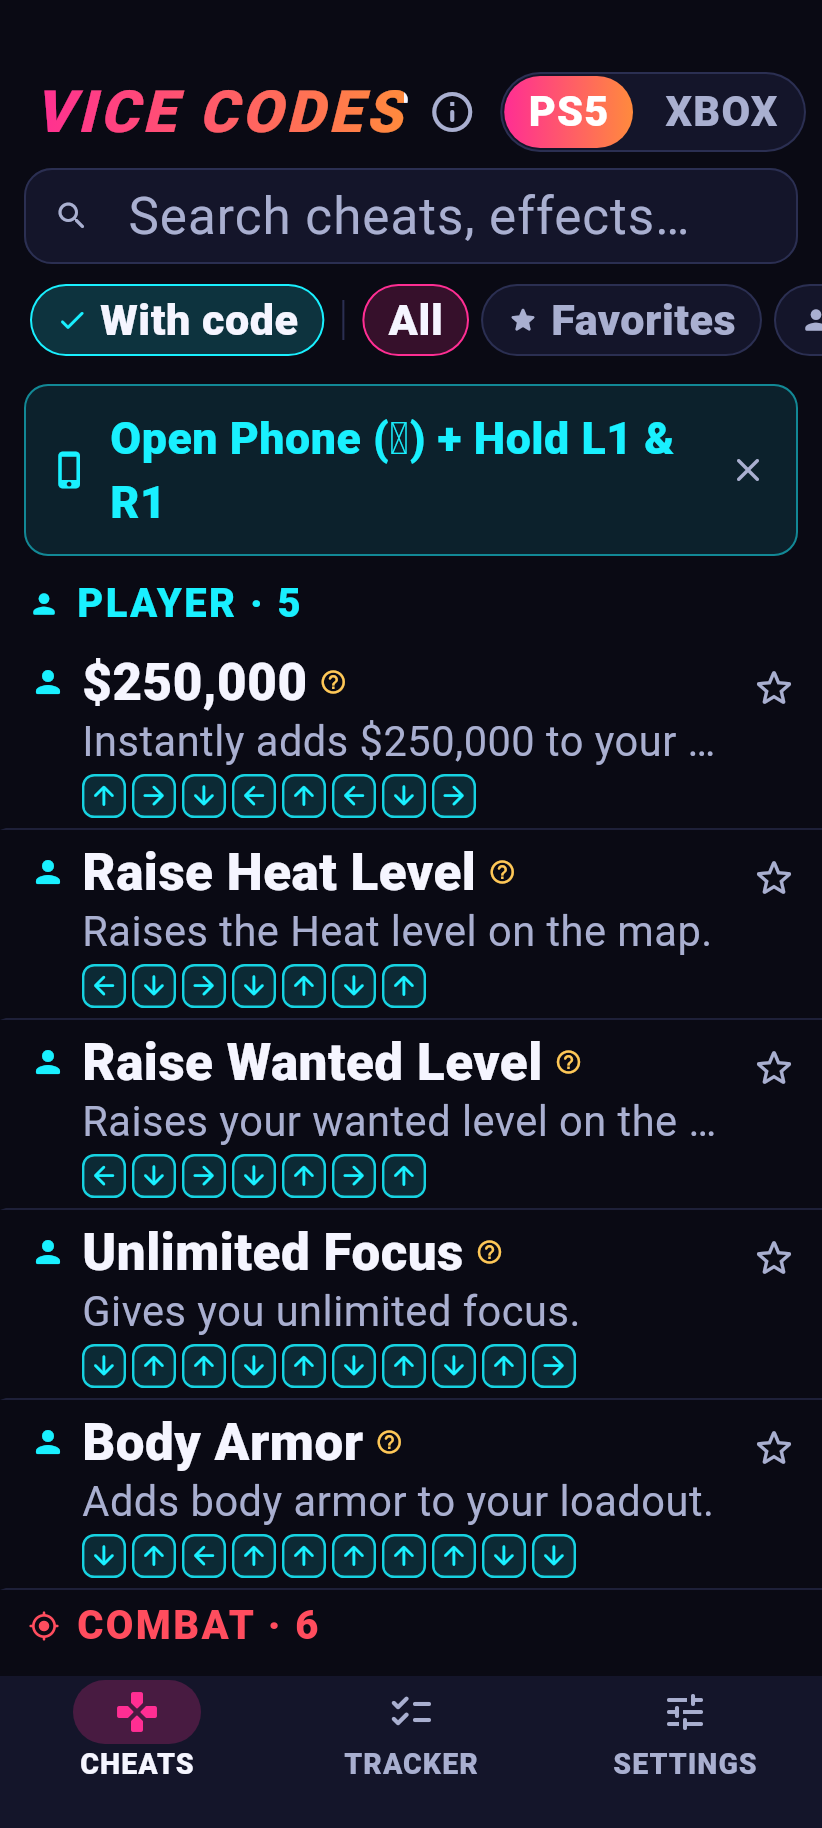 VICE CODES
PS5 XBOX
Search cheats, effects...
With code All Favorites
Open Phone () + Hold L1 &
R1
PLAYER · 5
$250,000
Instantly adds $250,000 to your ...
↑ → ↓ ← ↑ ← ↓ →
Raise Heat Level
Raises the Heat level on the map.
← ↓ → ↓ ↑ ↓ ↑
Raise Wanted Level
Raises your wanted level on the ...
← ↓ → ↓ ↑ → ↑
Unlimited Focus
Gives you unlimited focus.
↓ ↑ ↑ ↓ ↑ ↓ ↑ ↓ ↑ →
Body Armor
Adds body armor to your loadout.
↓ ↑ ← ↑ ↑ ↑ ↑ ↑ ↓ ↓
COMBAT · 6
CHEATS TRACKER SETTINGS